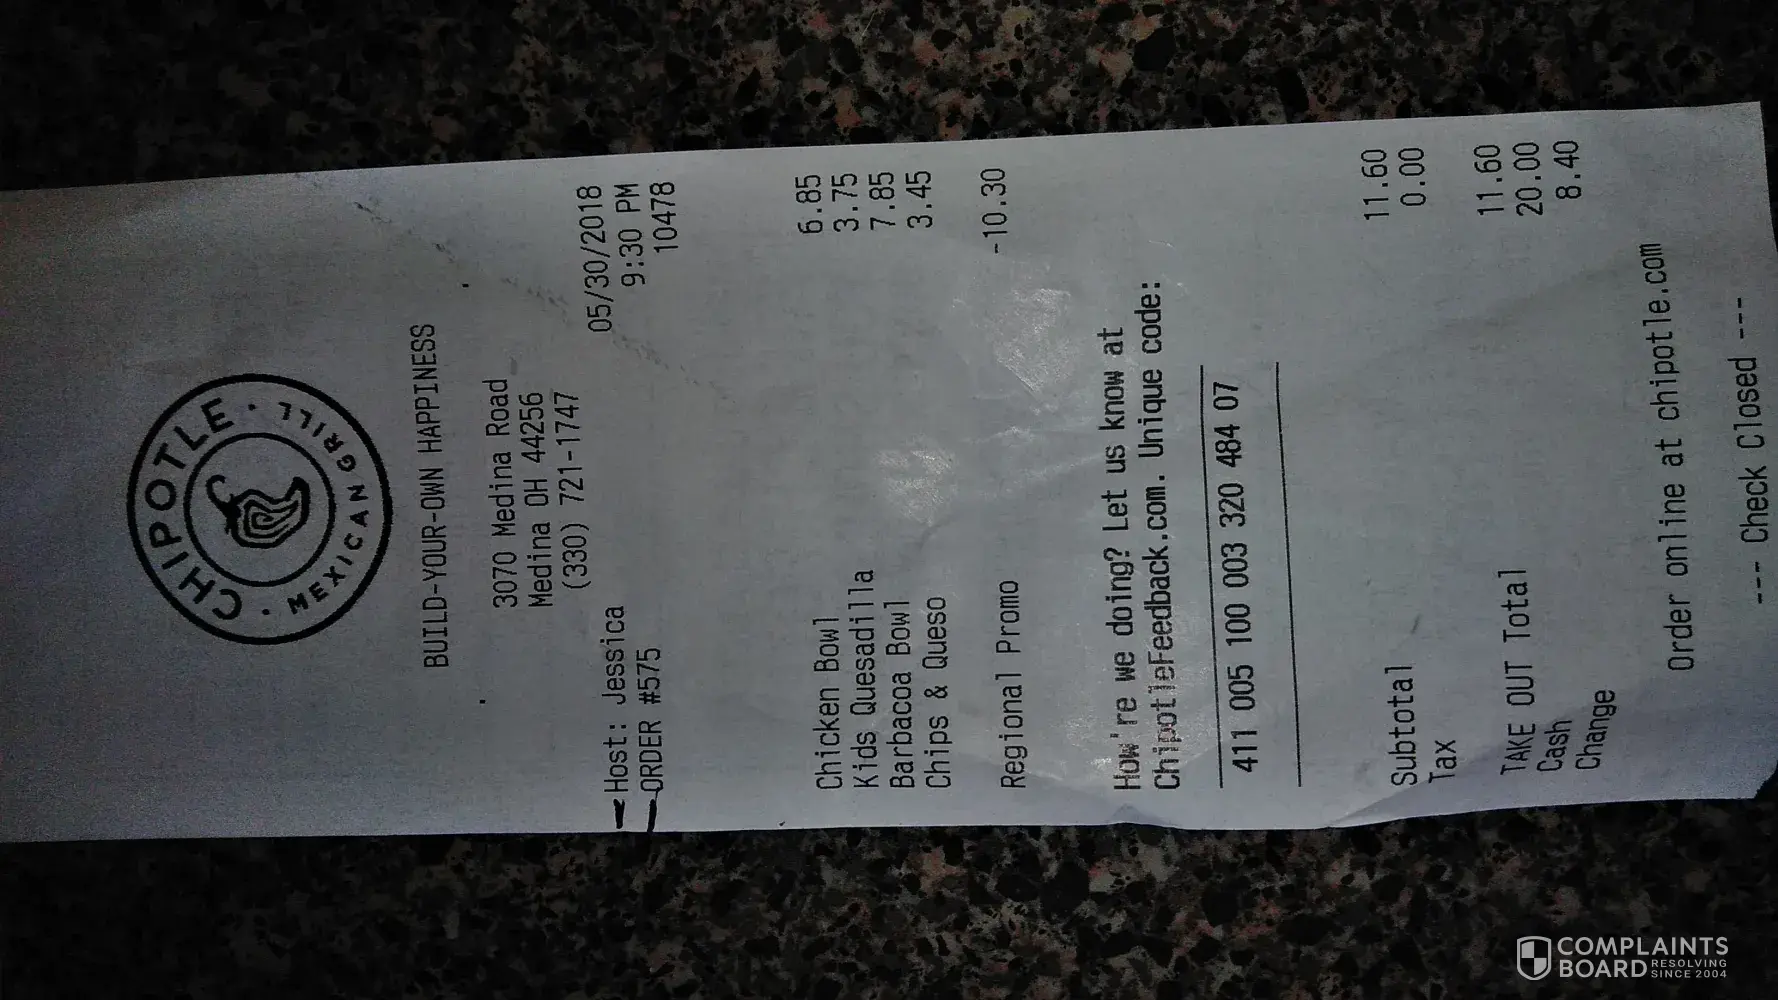 CHIPOTLE
MEXICAN GRILL
BUILD-YOUR-OWN HAPPINESS
3070 Medina Road
Medina OH 44256
(330) 721-1747
Host: Jessica 05/30/2018
ORDER #575 9:30 PM
10478
Chicken Bowl 6.85
Kids Quesadilla 3.75
Barbacoa Bowl 7.85
Chips & Queso 3.45
Regional Promo -10.30
How're we doing? Let us know at
ChipotleFeedback.com. Unique code:
411 005 100 003 320 484 07
Subtotal 11.60
Tax 0.00
TAKE OUT Total 11.60
Cash 20.00
Change 8.40
Order online at chipotle.com
--- Check Closed ---
COMPLAINTS
BOARD RESOLVING
SINCE 2004